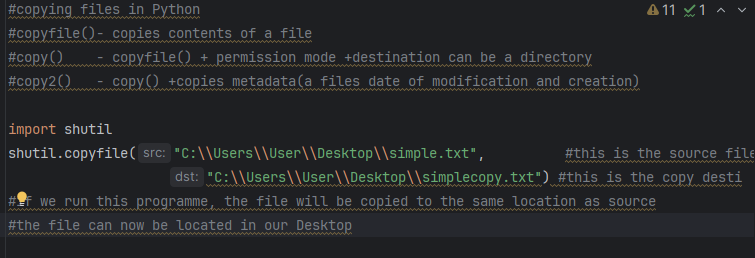 #copying files in Python
#copyfile()- copies contents of a file
#copy() - copyfile() + permission mode +destination can be a directory
#copy2() - copy() +copies metadata(a files date of modification and creation)
import shutil
shutil.copyfile( src: "C:\\Users\\User\\Desktop\\simple.txt", #this is the source file
dst: "C:\\Users\\User\\Desktop\\simplecopy.txt") #this is the copy desti
#if we run this programme, the file will be copied to the same location as source
#the file can now be located in our Desktop
11 1